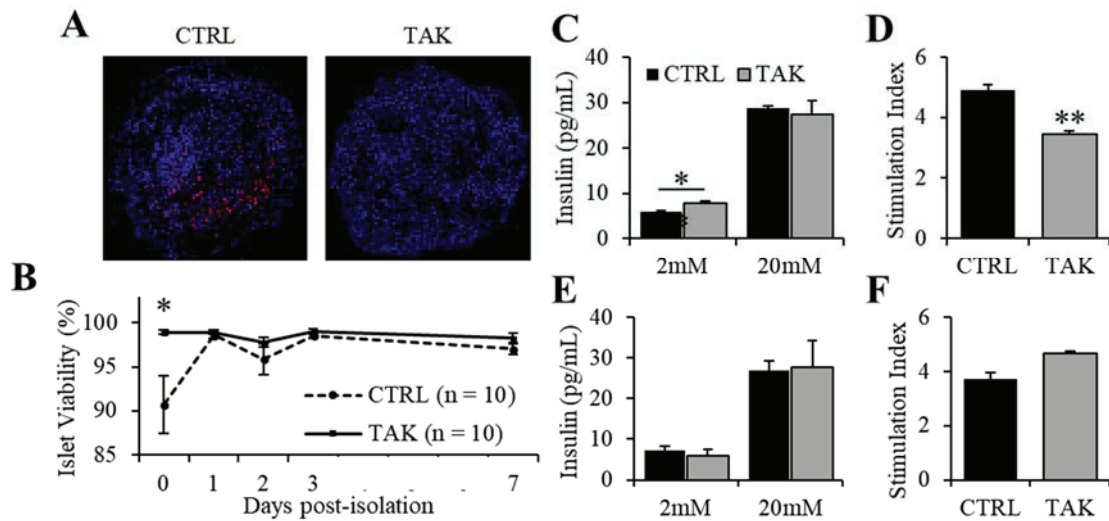 A
CTRL
TAK
B
*
Islet Viability (%)
100
95
90
85
CTRL (n = 10)
TAK (n = 10)
0 1 2 3 7
Days post-isolation
C
CTRL TAK
Insulin (pg/mL)
40
30
20
10
0
*
2mM 20mM
D
Stimulation Index
6
4
2
0
**
CTRL TAK
E
Insulin (pg/mL)
40
30
20
10
0
2mM 20mM
F
Stimulation Index
6
4
2
0
CTRL TAK